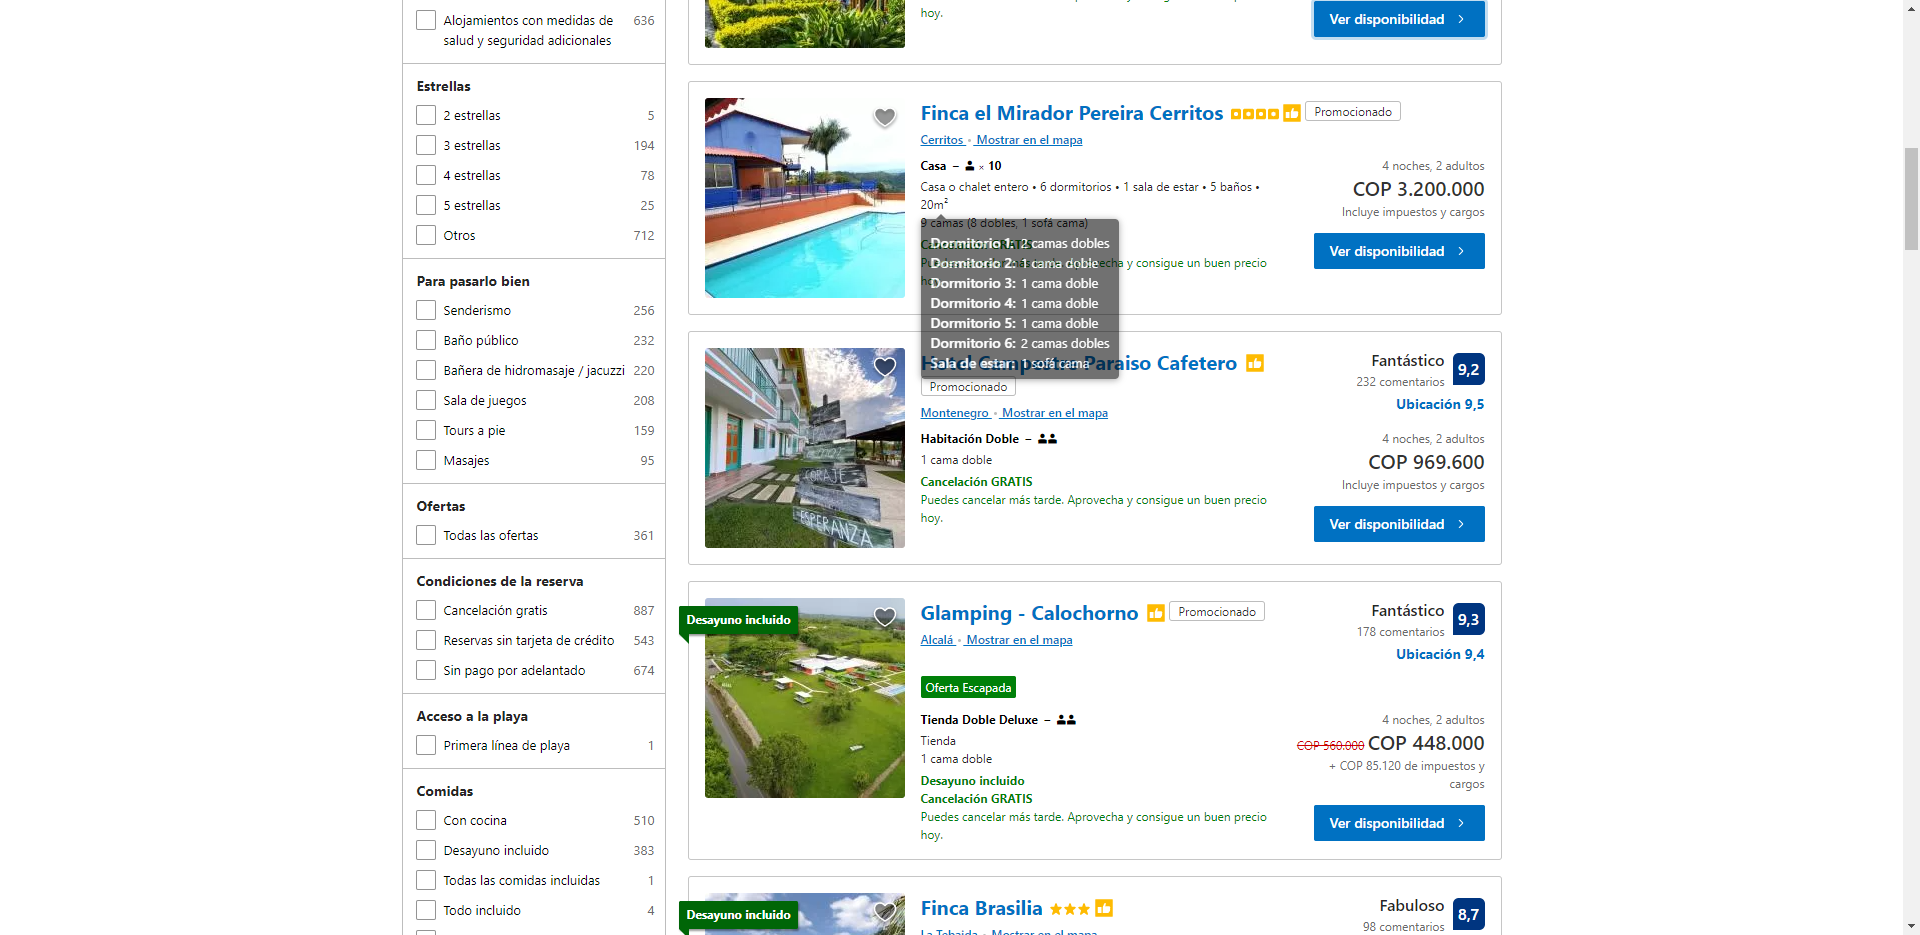 Alojamientos con medidas de salud y seguridad adicionales 636
Estrellas
2 estrellas 5
3 estrellas 194
4 estrellas 78
5 estrellas 25
Otros 712
Para pasarlo bien
Senderismo 256
Baño público 232
Bañera de hidromasaje / jacuzzi 220
Sala de juegos 208
Tours a pie 159
Masajes 95
Ofertas
Todas las ofertas 361
Condiciones de la reserva
Cancelación gratis 887
Reservas sin tarjeta de crédito 543
Sin pago por adelantado 674
Acceso a la playa
Primera línea de playa 1
Comidas
Con cocina 510
Desayuno incluido 383
Todas las comidas incluidas 1
Todo incluido 4
hoy.
Ver disponibilidad
Finca el Mirador Pereira Cerritos Promocionado
Cerritos • Mostrar en el mapa
Casa – × 10
Casa o chalet entero • 6 dormitorios • 1 sala de estar • 5 baños •
20m²
9 camas (8 dobles, 1 sofá cama)
Dormitorio 1: 2 camas dobles
Dormitorio 2: 1 cama doble
Dormitorio 3: 1 cama doble
Dormitorio 4: 1 cama doble
Dormitorio 5: 1 cama doble
Dormitorio 6: 2 camas dobles
Sala de estar: 1 sofá cama
y consigue un buen precio
4 noches, 2 adultos
COP 3.200.000
Incluye impuestos y cargos
Ver disponibilidad
Paraiso Cafetero
Promocionado
Montenegro • Mostrar en el mapa
Habitación Doble –
1 cama doble
Cancelación GRATIS
Puedes cancelar más tarde. Aprovecha y consigue un buen precio
hoy.
Fantástico 9,2
232 comentarios
Ubicación 9,5
4 noches, 2 adultos
COP 969.600
Incluye impuestos y cargos
Ver disponibilidad
CORAJE
ESPERANZA
Desayuno incluido
Glamping - Calochorno Promocionado
Alcalá • Mostrar en el mapa
Oferta Escapada
Tienda Doble Deluxe –
Tienda
1 cama doble
Desayuno incluido
Cancelación GRATIS
Puedes cancelar más tarde. Aprovecha y consigue un buen precio
hoy.
Fantástico 9,3
178 comentarios
Ubicación 9,4
4 noches, 2 adultos
COP 560.000 COP 448.000
+ COP 85.120 de impuestos y
cargos
Ver disponibilidad
Desayuno incluido
Finca Brasilia
La Tebaida • Mostrar en el mapa
Fabuloso 8,7
98 comentarios